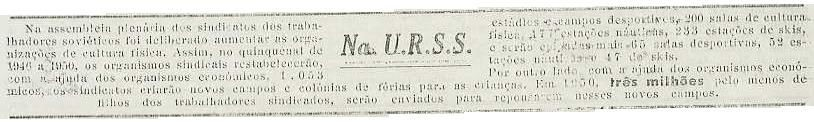 Na assembleia plenária dos sindicatos dos traba-
lhadores soviéticos foi deliberado aumentar as orga-
nizações de cultura física. Assim, no quinquenal de
1946 a 1950, os organismos sindicais restabelecerão,
com a ajuda dos organismos económicos, 1.053
Na U.R.S.S.
estádios e campos desportivos, 200 salas de cultura
física, 177 estações náuticas, 233 estações de skis,
e serão mais 65 salas desportivas, 52 es-
tações 47 de skis.
Por outro lado, com a ajuda dos organismos econó-
micos, os sindicatos criarão novos campos e colónias de férias para as crianças. Em 1950, três milhões pelo menos de
filhos dos trabalhadores sindicados, serão enviados para repousarem nesses novos campos.